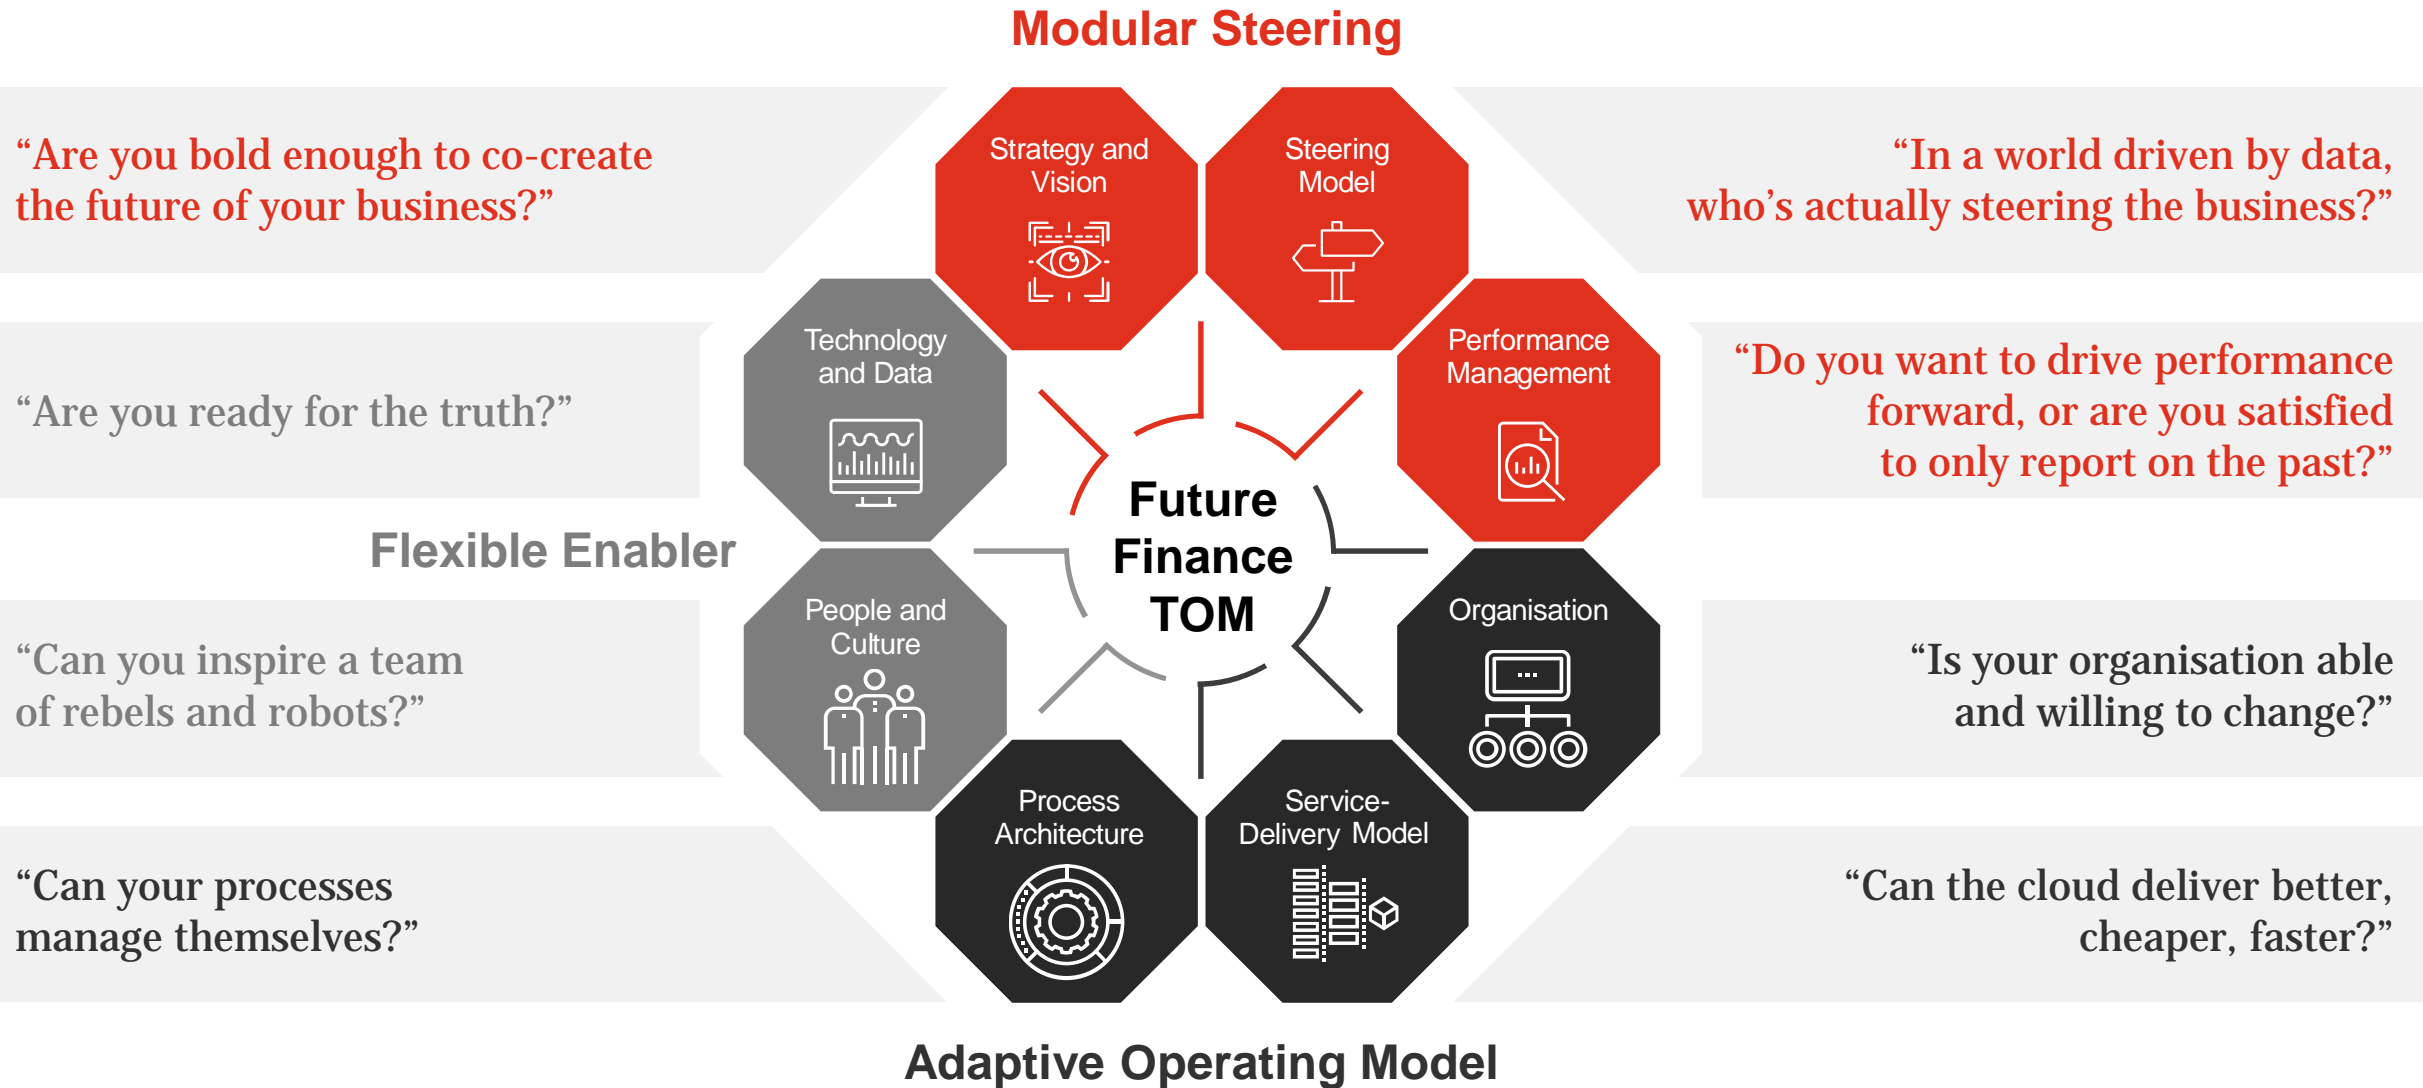 Modular Steering
“Are you bold enough to co-create
the future of your business?”
Strategy and
Vision
Steering
Model
“In a world driven by data,
who’s actually steering the business?”
“Are you ready for the truth?”
Technology
and Data
Performance
Management
“Do you want to drive performance
forward, or are you satisfied
to only report on the past?”
Flexible Enabler
Future
Finance
TOM
“Can you inspire a team
of rebels and robots?”
People and
Culture
Organisation
“Is your organisation able
and willing to change?”
“Can your processes
manage themselves?”
Process
Architecture
Service-
Delivery Model
“Can the cloud deliver better,
cheaper, faster?”
Adaptive Operating Model